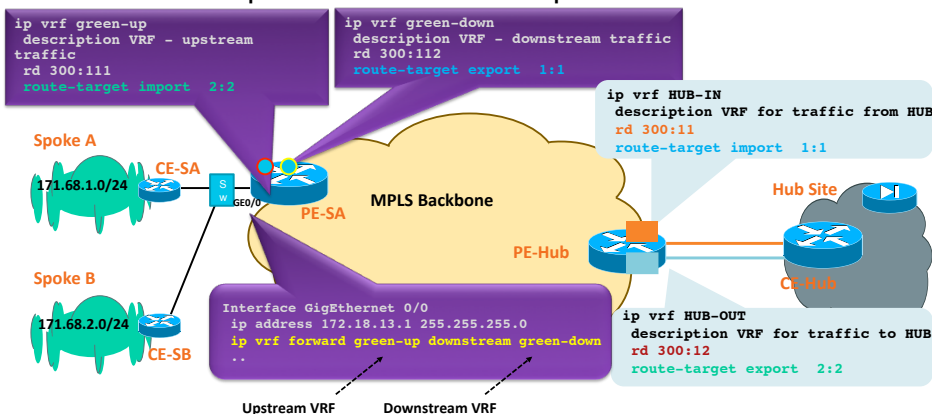 ip vrf green-up
description VRF - upstream
traffic
rd 300:111
route-target import 2:2
ip vrf green-down
description VRF - downstream traffic
rd 300:112
route-target export 1:1
ip vrf HUB-IN
description VRF for traffic from HUB
rd 300:11
route-target import 1:1
Spoke A
CE-SA
171.68.1.0/24
S
w
GE0/0
PE-SA
MPLS Backbone
Hub Site
PE-Hub
CE-Hub
Spoke B
171.68.2.0/24
CE-SB
Interface GigEthernet 0/0
ip address 172.18.13.1 255.255.255.0
ip vrf forward green-up downstream green-down
..
ip vrf HUB-OUT
description VRF for traffic to HUB
rd 300:12
route-target export 2:2
Upstream VRF
Downstream VRF